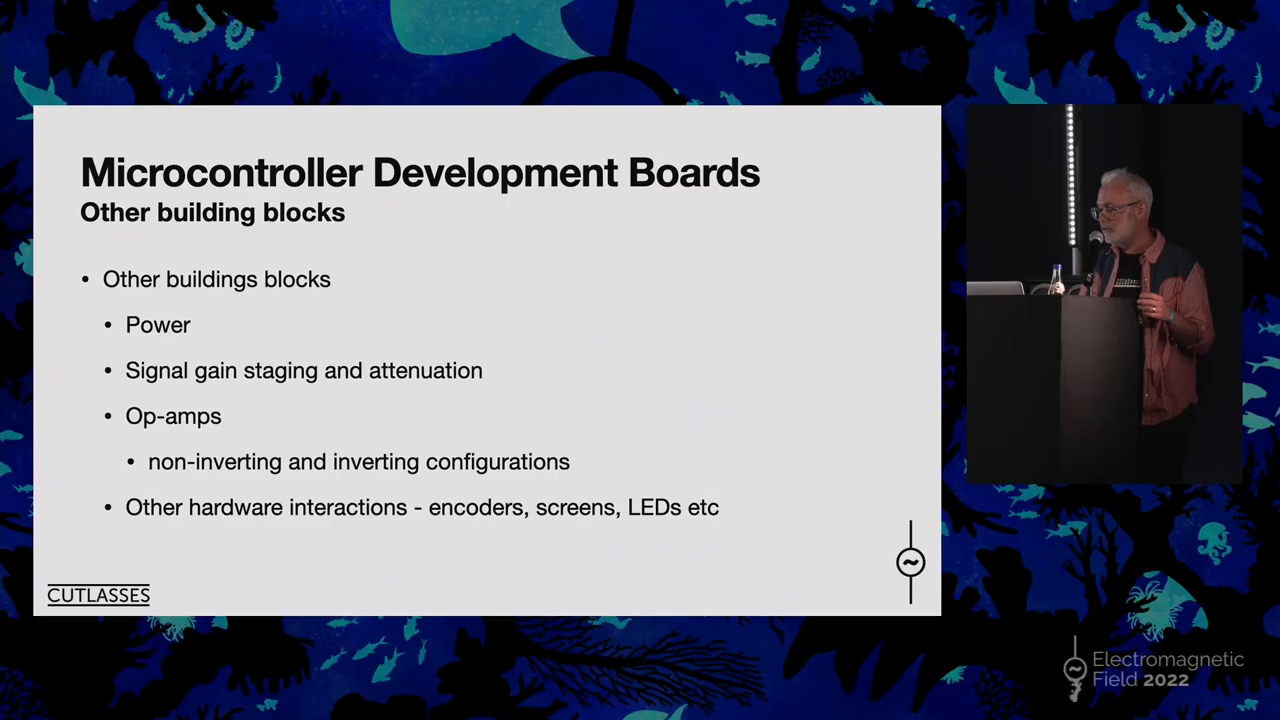 Microcontroller Development Boards
Other building blocks
• Other buildings blocks
• Power
• Signal gain staging and attenuation
• Op-amps
• non-inverting and inverting configurations
• Other hardware interactions - encoders, screens, LEDs etc
CUTLASSES
Electromagnetic
Field 2022